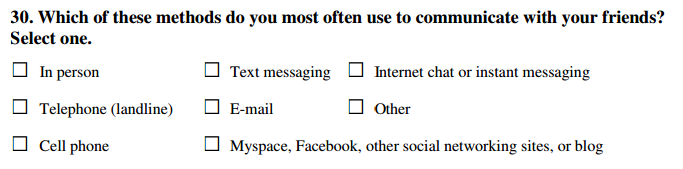 30. Which of these methods do you most often use to communicate with your friends?
Select one.
☐ In person ☐ Text messaging ☐ Internet chat or instant messaging
☐ Telephone (landline) ☐ E-mail ☐ Other
☐ Cell phone ☐ Myspace, Facebook, other social networking sites, or blog